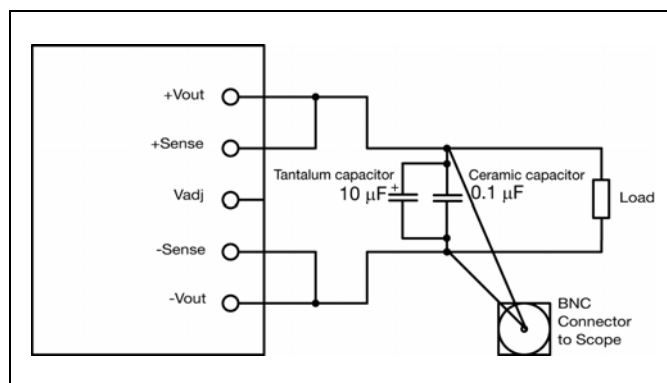 +Vout
+Sense
Vadj
-Sense
-Vout
Tantalum capacitor
10 µF+
Ceramic capacitor
0.1 µF
Load
BNC
Connector
to Scope